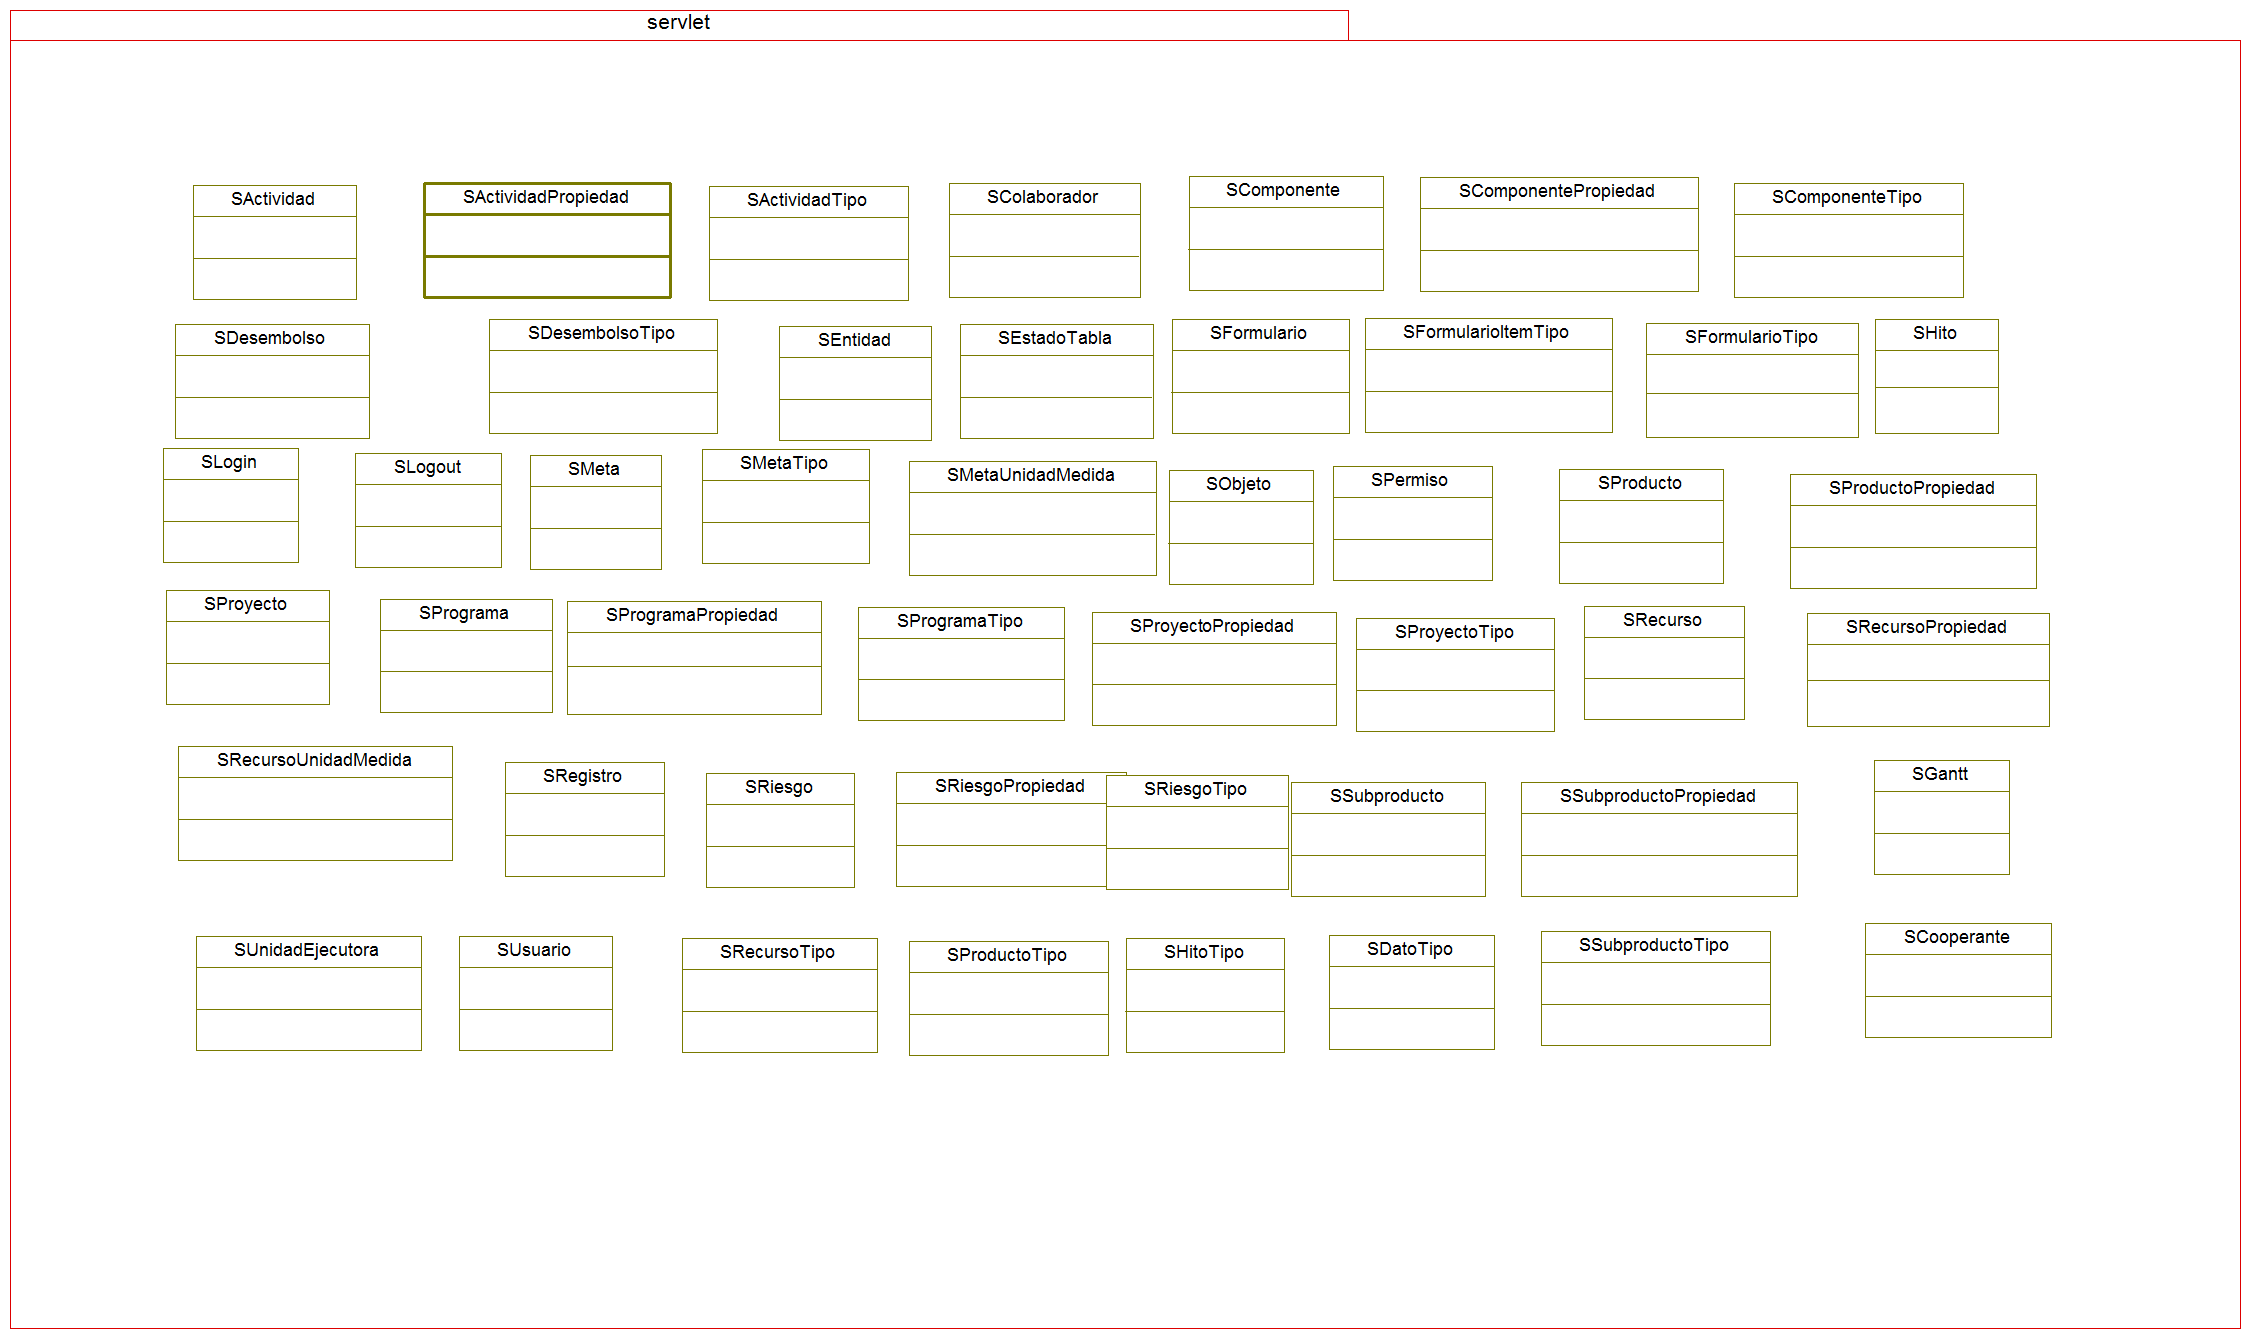 servlet
SActividad
SActividadPropiedad
SActividadTipo
SColaborador
SComponente
SComponentePropiedad
SComponenteTipo
SDesembolso
SDesembolsoTipo
SEntidad
SEstadoTabla
SFormulario
SFormularioItemTipo
SFormularioTipo
SHito
SLogin
SLogout
SMeta
SMetaTipo
SMetaUnidadMedida
SObjeto
SPermiso
SProducto
SProductoPropiedad
SProyecto
SPrograma
SProgramaPropiedad
SProgramaTipo
SProyectoPropiedad
SProyectoTipo
SRecurso
SRecursoPropiedad
SRecursoUnidadMedida
SRegistro
SRiesgo
SRiesgoPropiedad
SRiesgoTipo
SSubproducto
SSubproductoPropiedad
SGantt
SUnidadEjecutora
SUsuario
SRecursoTipo
SProductoTipo
SHitoTipo
SDatoTipo
SSubproductoTipo
SCooperante